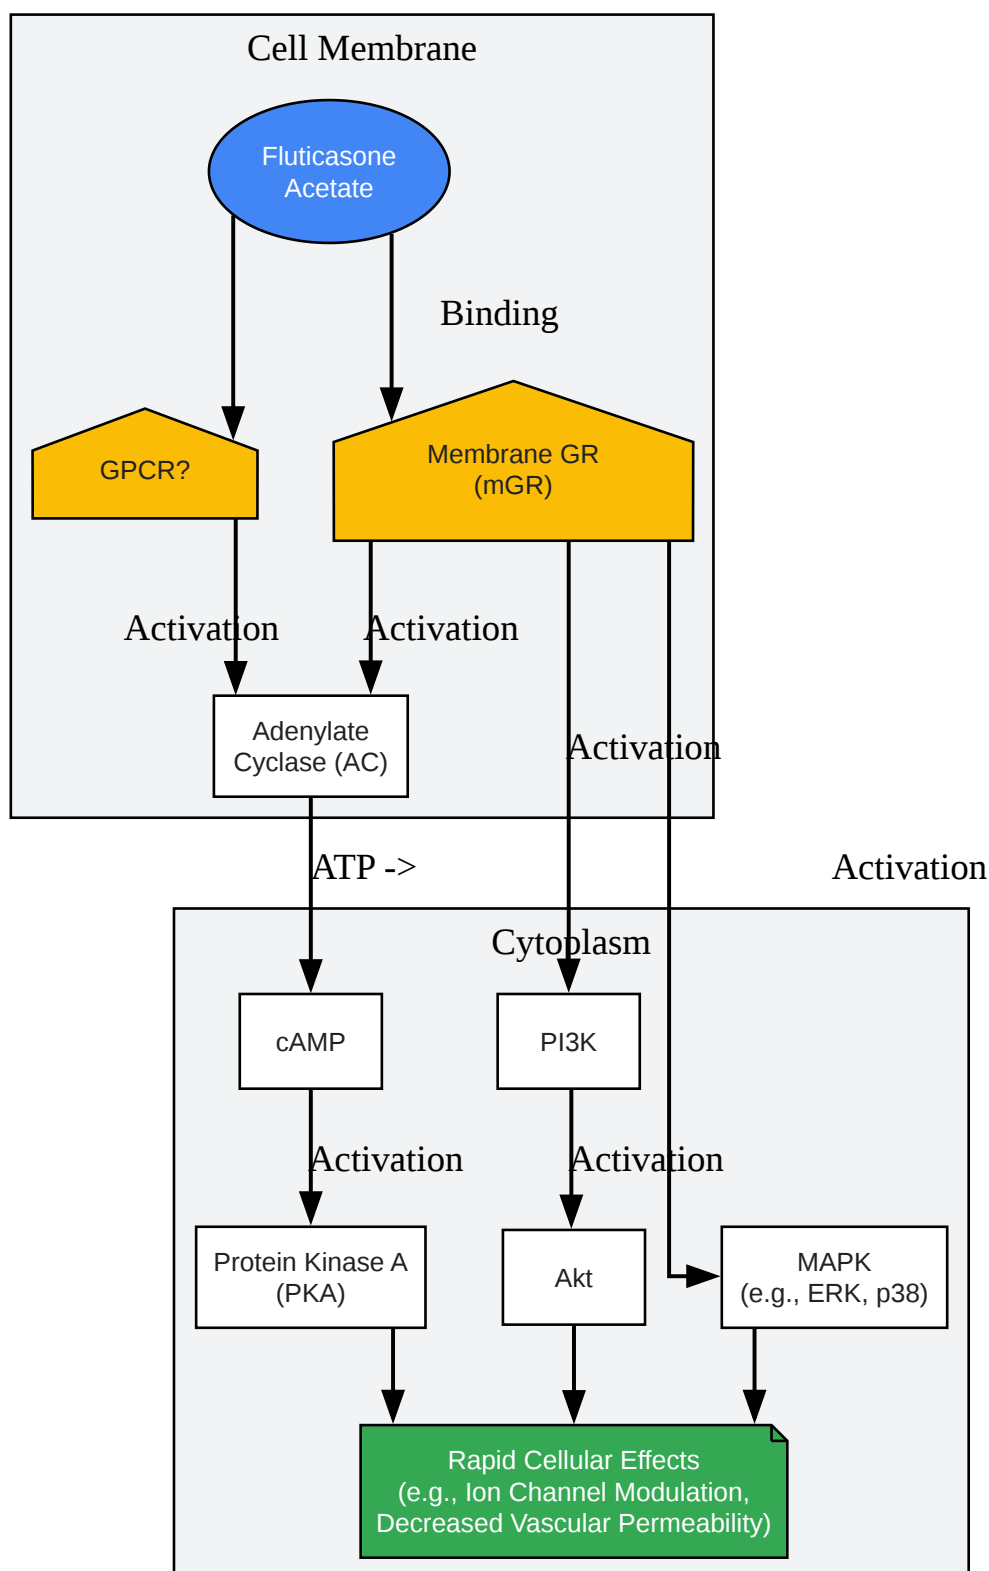 Cell Membrane
Fluticasone
Acetate
Binding
GPCR?
Membrane GR
(mGR)
Activation
Activation
Adenylate
Cyclase (AC)
Activation
ATP ->
Activation
Cytoplasm
cAMP
PI3K
Activation
Activation
Protein Kinase A
(PKA)
Akt
MAPK
(e.g., ERK, p38)
Rapid Cellular Effects
(e.g., Ion Channel Modulation,
Decreased Vascular Permeability)